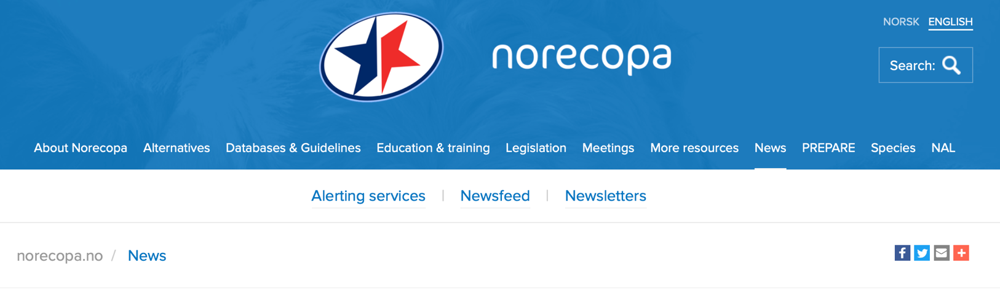 NORSK ENGLISH
norecopa
Search:
About Norecopa Alternatives Databases & Guidelines Education & training Legislation Meetings More resources News PREPARE Species NAL
Alerting services | Newsfeed | Newsletters
norecopa.no / News